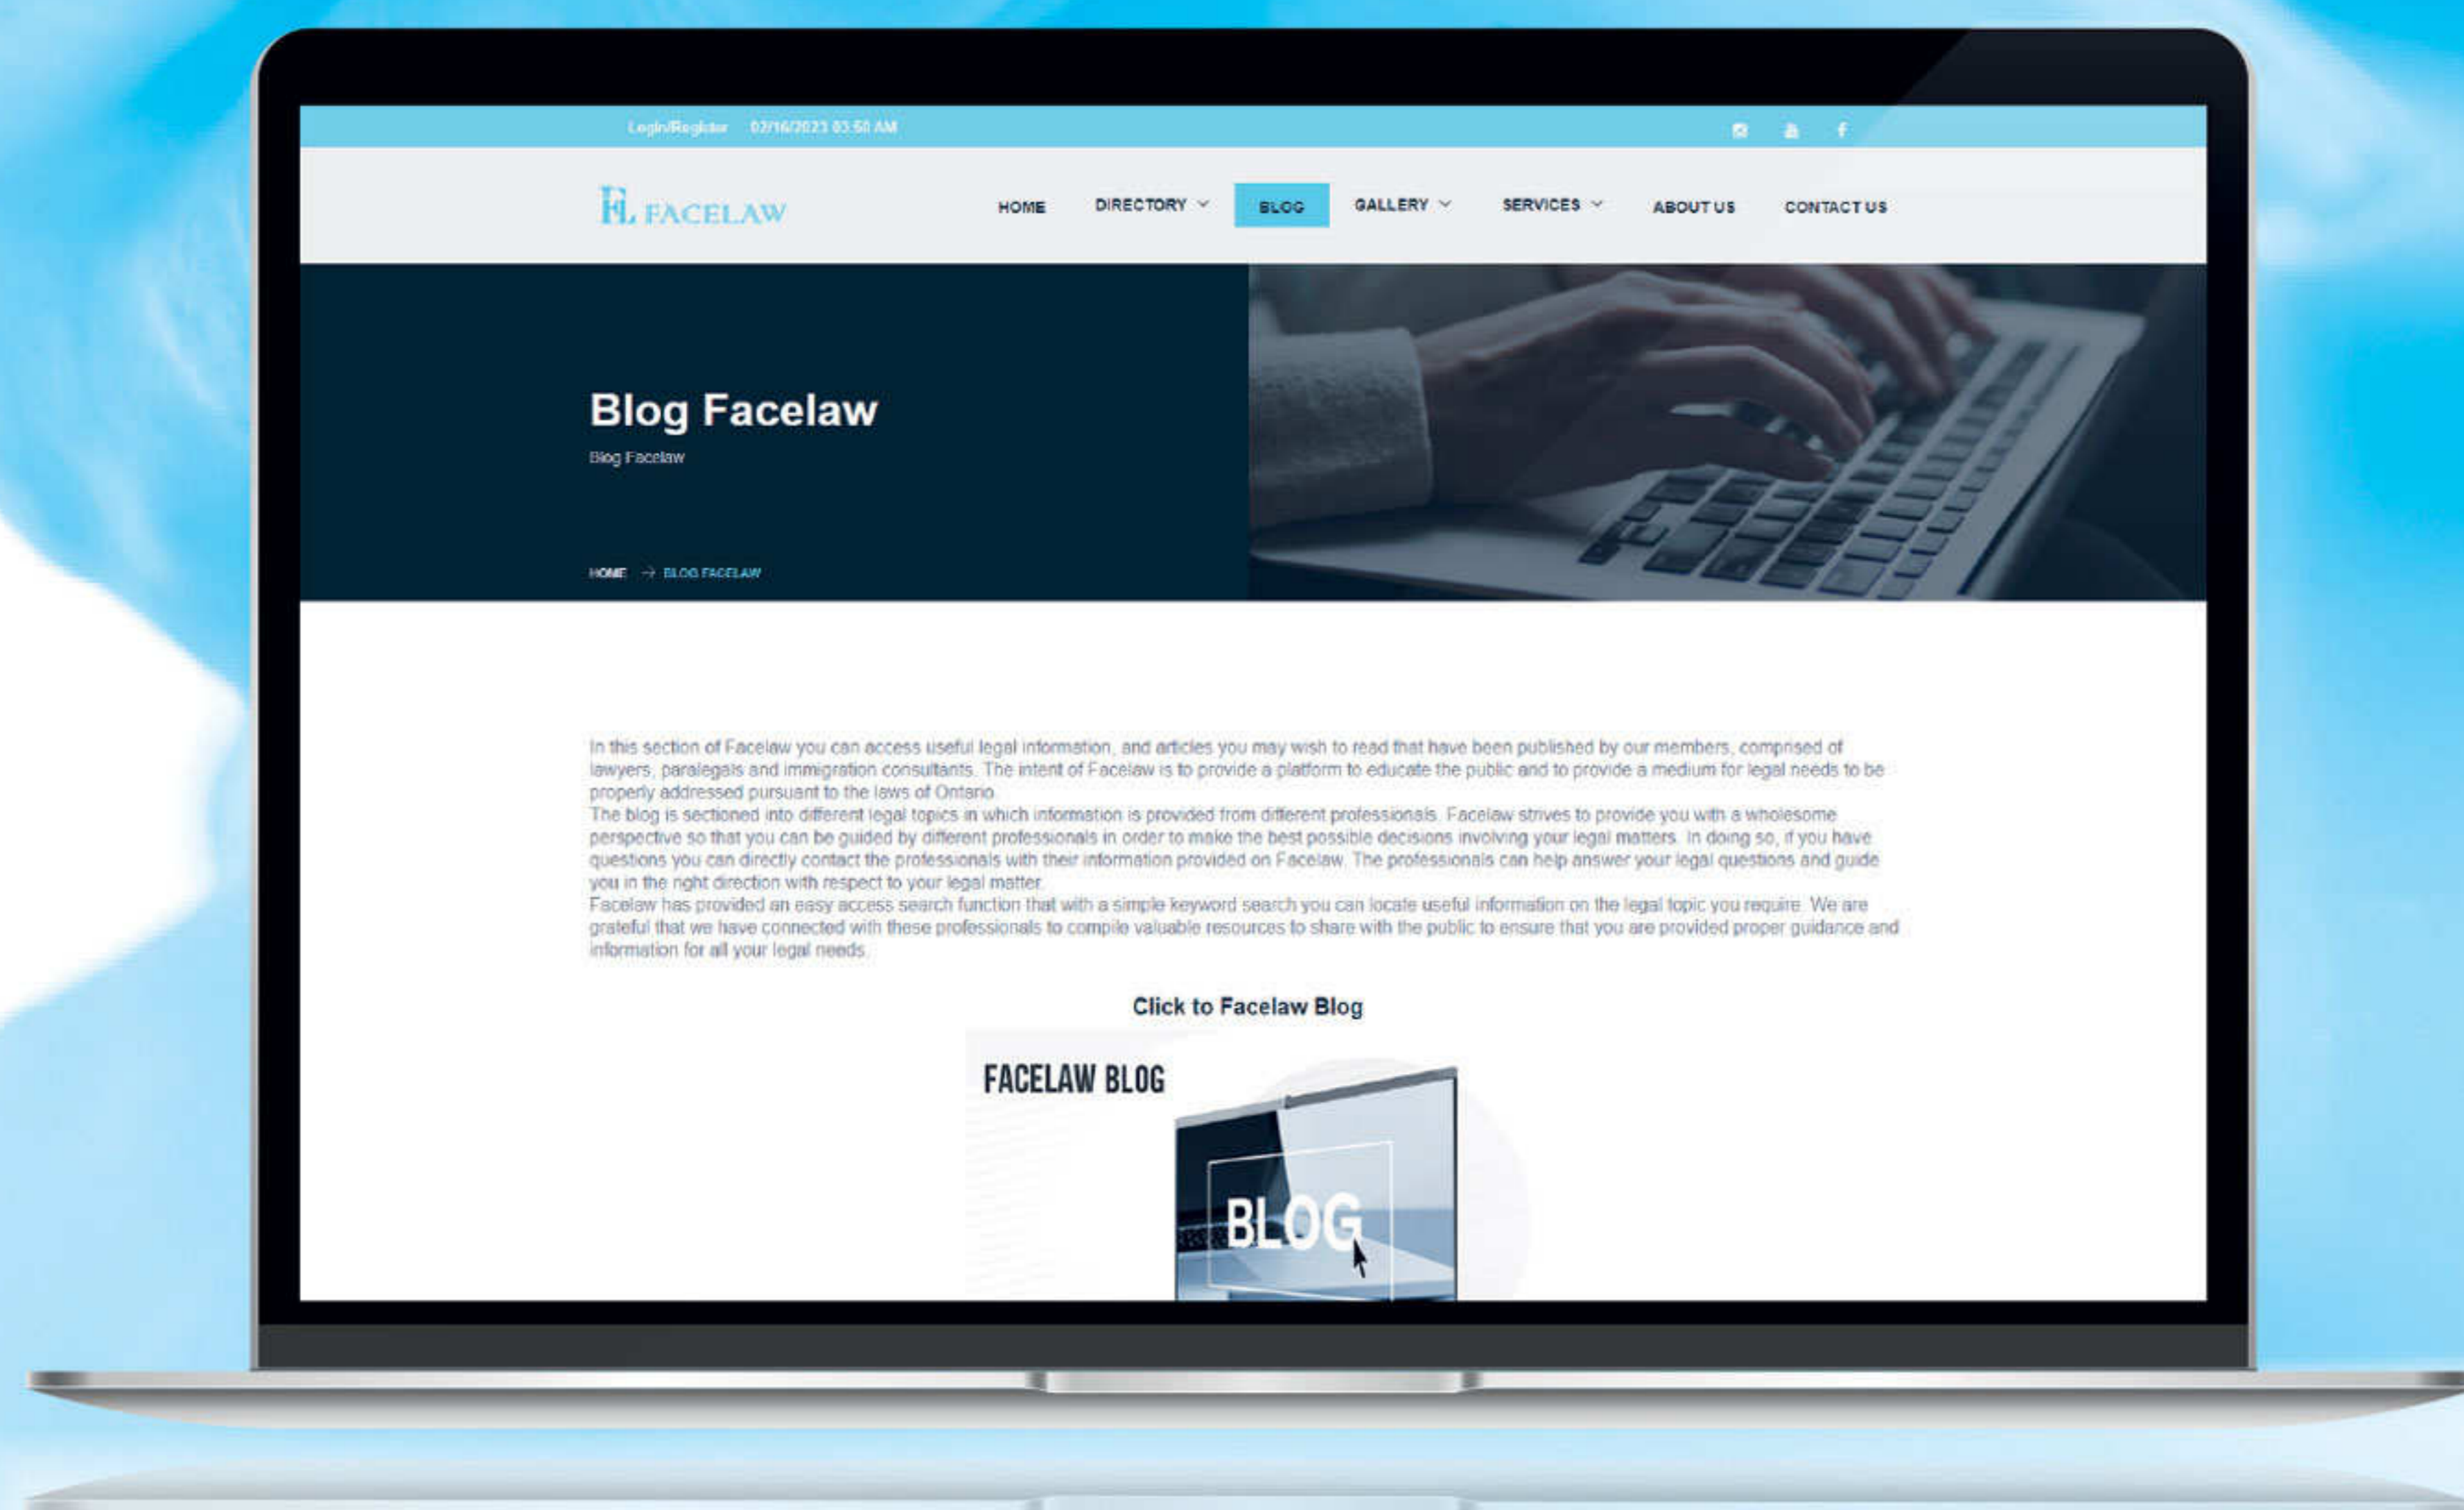 Login/Register 02/16/2023 03:50 AM
FL FACELAW HOME DIRECTORY BLOG GALLERY SERVICES ABOUT US CONTACT US
Blog Facelaw
Blog Facelaw
HOME → BLOG FACELAW
In this section of Facelaw you can access useful legal information, and articles you may wish to read that have been published by our members, comprised of
lawyers, paralegals and immigration consultants. The intent of Facelaw is to provide a platform to educate the public and to provide a medium for legal needs to be
properly addressed pursuant to the laws of Ontario.
The blog is sectioned into different legal topics in which information is provided from different professionals. Facelaw strives to provide you with a wholesome
perspective so that you can be guided by different professionals in order to make the best possible decisions involving your legal matters. In doing so, if you have
questions you can directly contact the professionals with their information provided on Facelaw. The professionals can help answer your legal questions and guide
you in the right direction with respect to your legal matter.
Facelaw has provided an easy access search function that with a simple keyword search you can locate useful information on the legal topic you require. We are
grateful that we have connected with these professionals to compile valuable resources to share with the public to ensure that you are provided proper guidance and
information for all your legal needs.
Click to Facelaw Blog
FACELAW BLOG
BLOG